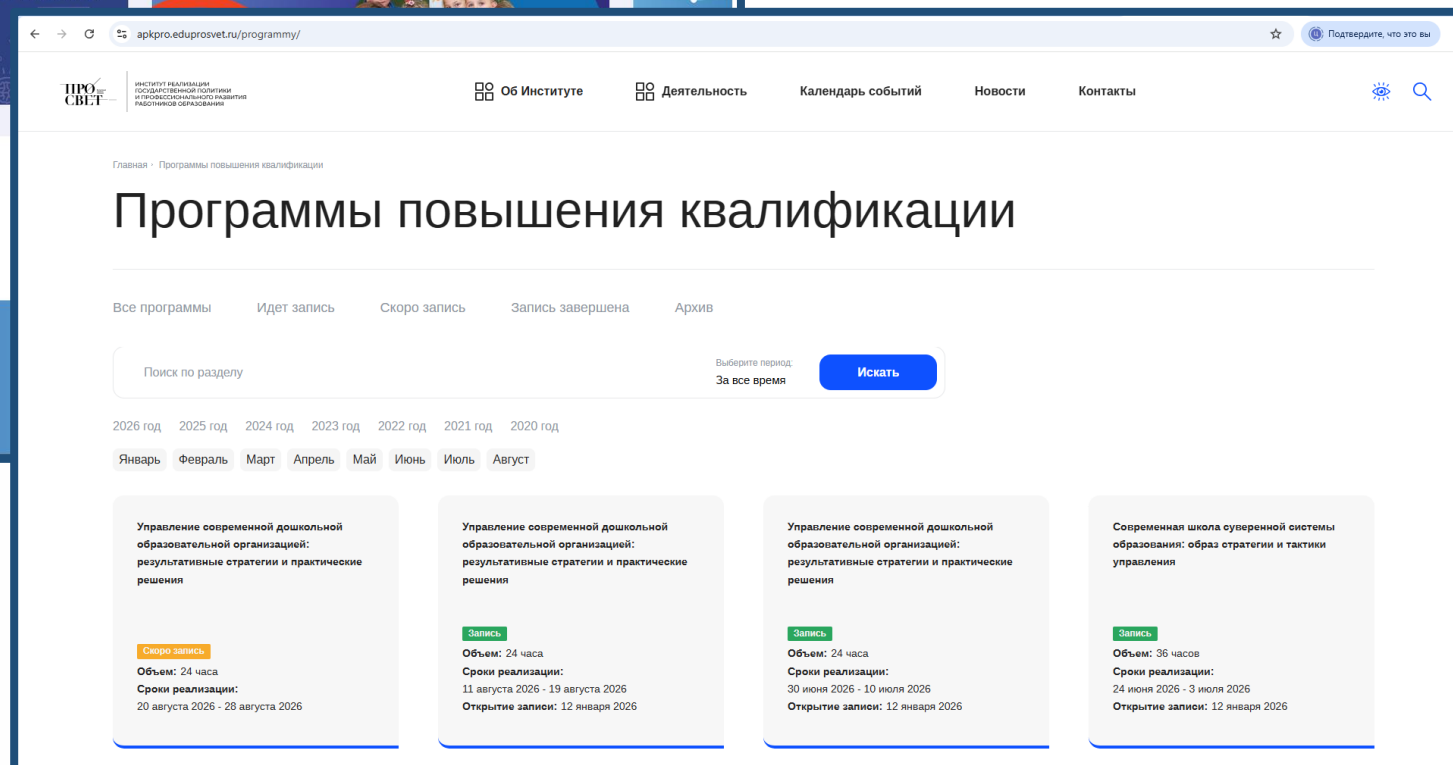 apkpro.eduprosvet.ru/programmy/
Подтвердите, что это вы
ПРО
СВЕТ
ИНСТИТУТ РЕАЛИЗАЦИИ
ГОСУДАРСТВЕННОЙ ПОЛИТИКИ
И ПРОФЕССИОНАЛЬНОГО РАЗВИТИЯ
РАБОТНИКОВ ОБРАЗОВАНИЯ
Об Институте
Деятельность
Календарь событий
Новости
Контакты
Главная
Программы повышения квалификации
Программы повышения квалификации
Все программы
Идет запись
Скоро запись
Запись завершена
Архив
Поиск по разделу
Выберите период:
За все время
Искать
2026 год 2025 год 2024 год 2023 год 2022 год 2021 год 2020 год
Январь Февраль Март Апрель Май Июнь Июль Август
Управление современной дошкольной
образовательной организацией:
результативные стратегии и практические
решения
Скоро запись
Объем: 24 часа
Сроки реализации:
20 августа 2026 - 28 августа 2026
Управление современной дошкольной
образовательной организацией:
результативные стратегии и практические
решения
Запись
Объем: 24 часа
Сроки реализации:
11 августа 2026 - 19 августа 2026
Открытие записи: 12 января 2026
Управление современной дошкольной
образовательной организацией:
результативные стратегии и практические
решения
Запись
Объем: 24 часа
Сроки реализации:
30 июня 2026 - 10 июля 2026
Открытие записи: 12 января 2026
Современная школа суверенной системы
образования: образ стратегии и тактики
управления
Запись
Объем: 36 часов
Сроки реализации:
24 июня 2026 - 3 июля 2026
Открытие записи: 12 января 2026